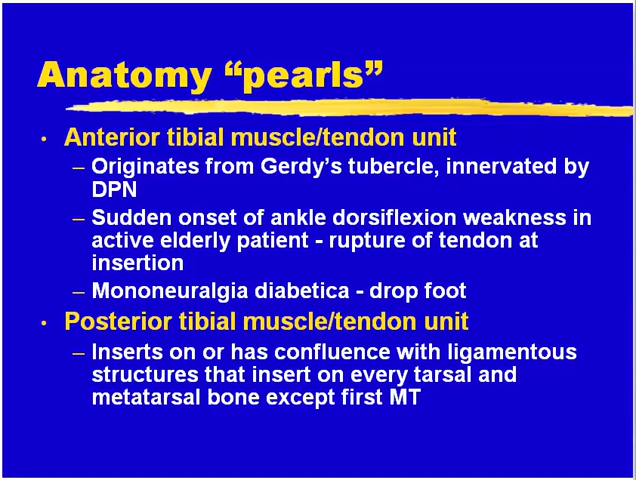 Anatomy “pearls”
• Anterior tibial muscle/tendon unit
– Originates from Gerdy’s tubercle, innervated by
DPN
– Sudden onset of ankle dorsiflexion weakness in
active elderly patient - rupture of tendon at
insertion
– Mononeuralgia diabetica - drop foot
• Posterior tibial muscle/tendon unit
– Inserts on or has confluence with ligamentous
structures that insert on every tarsal and
metatarsal bone except first MT